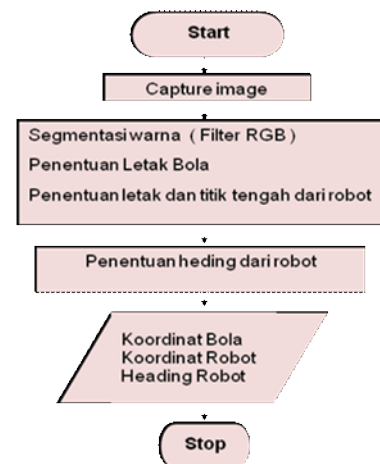 Start
Capture image
Segmentasi warna ( Filter RGB )
Penentuan Letak Bola
Penentuan letak dan titik tengah dari robot
Penentuan heding dari robot
Koordinat Bola
Koordinat Robot
Heading Robot
Stop